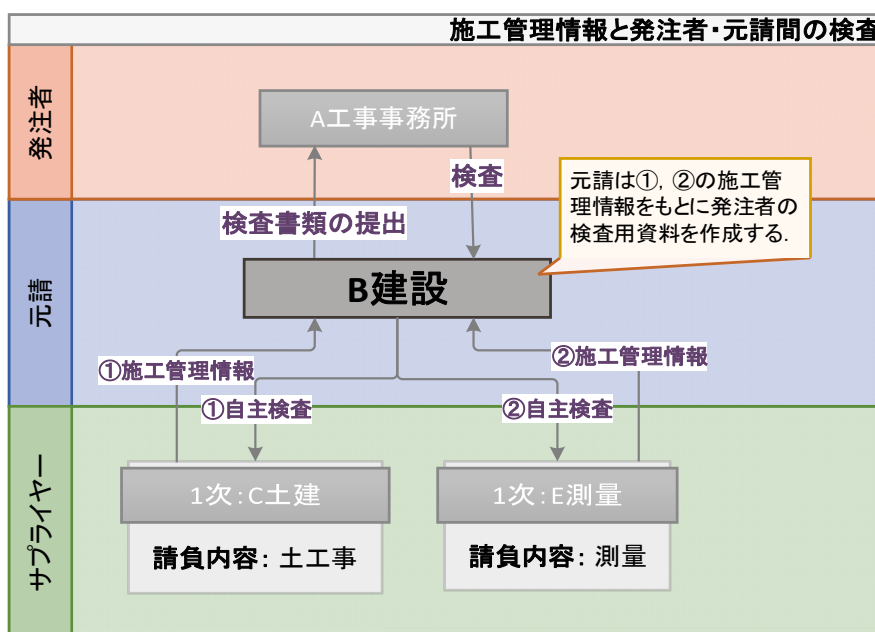 施工管理情報と発注者・元請間の検査
発注者
A工事事務所
検査
検査書類の提出
元請は①, ②の施工管
理情報をもとに発注者の
検査用資料を作成する.
元請
B建設
①施工管理情報
②施工管理情報
①自主検査
②自主検査
サプライヤー
1次:C土建
1次:E測量
請負内容: 土工事
請負内容: 測量